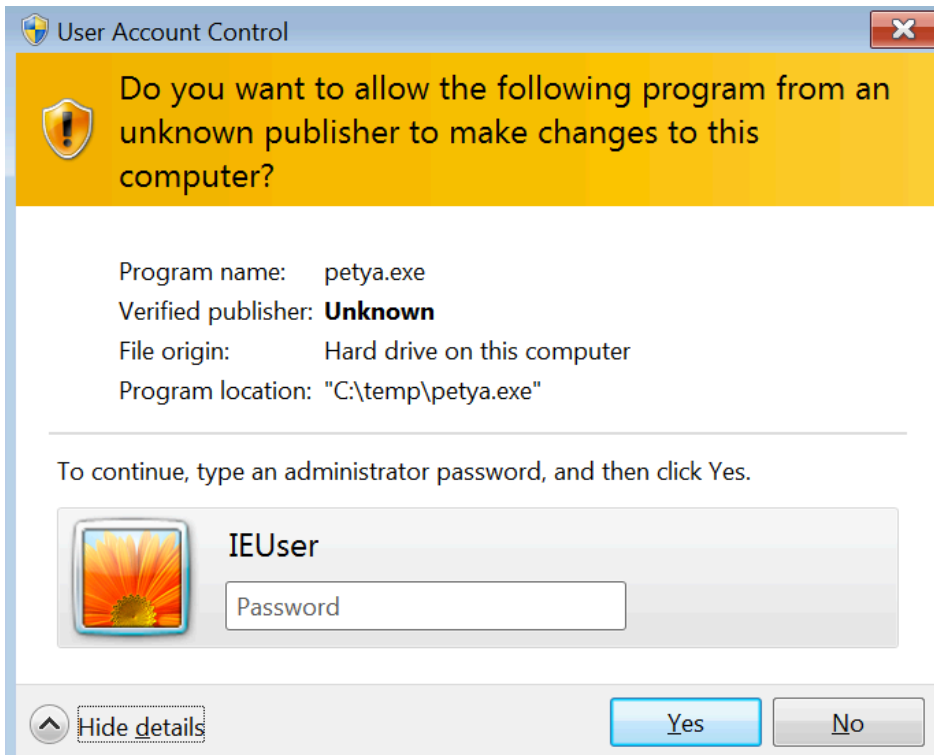 User Account Control
Do you want to allow the following program from an
unknown publisher to make changes to this
computer?
Program name: petya.exe
Verified publisher: Unknown
File origin: Hard drive on this computer
Program location: "C:\temp\petya.exe"
To continue, type an administrator password, and then click Yes.
IEUser
Password
Hide details Yes No